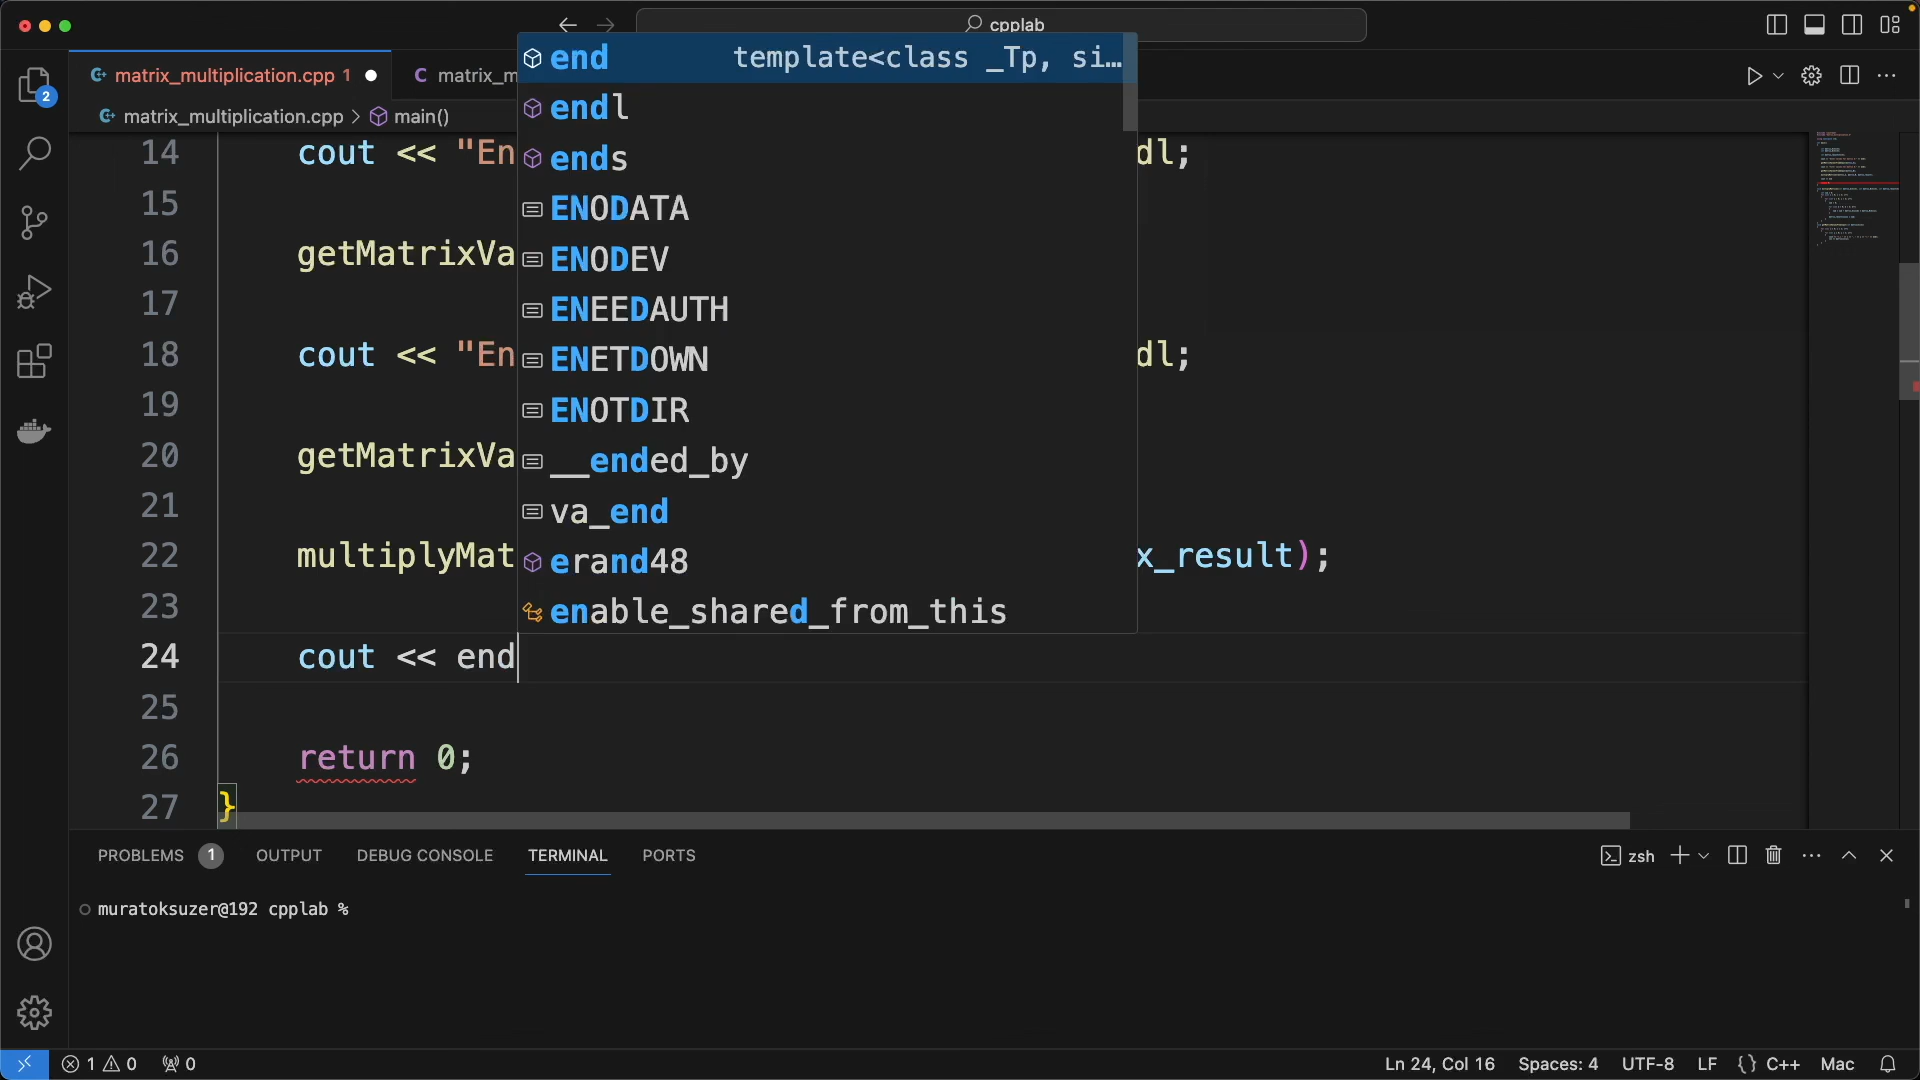 cpplab
matrix_multiplication.cpp 1
matrix_m
matrix_multiplication.cpp > main()
end template<class _Tp, si…
endl
ends
ENODATA
ENODEV
ENEEDAUTH
ENETDOWN
ENOTDIR
__ended_by
va_end
erand48
enable_shared_from_this
14 cout << "En dl;
15
16 getMatrixVa
17
18 cout << "En dl;
19
20 getMatrixVa
21
22 multiplyMat x_result);
23
24 cout << end
25
26 return 0;
27 }
2
PROBLEMS 1 OUTPUT DEBUG CONSOLE TERMINAL PORTS
zsh
muratoksuzer@192 cpplab %
1 0 0
Ln 24, Col 16 Spaces: 4 UTF-8 LF {} C++ Mac